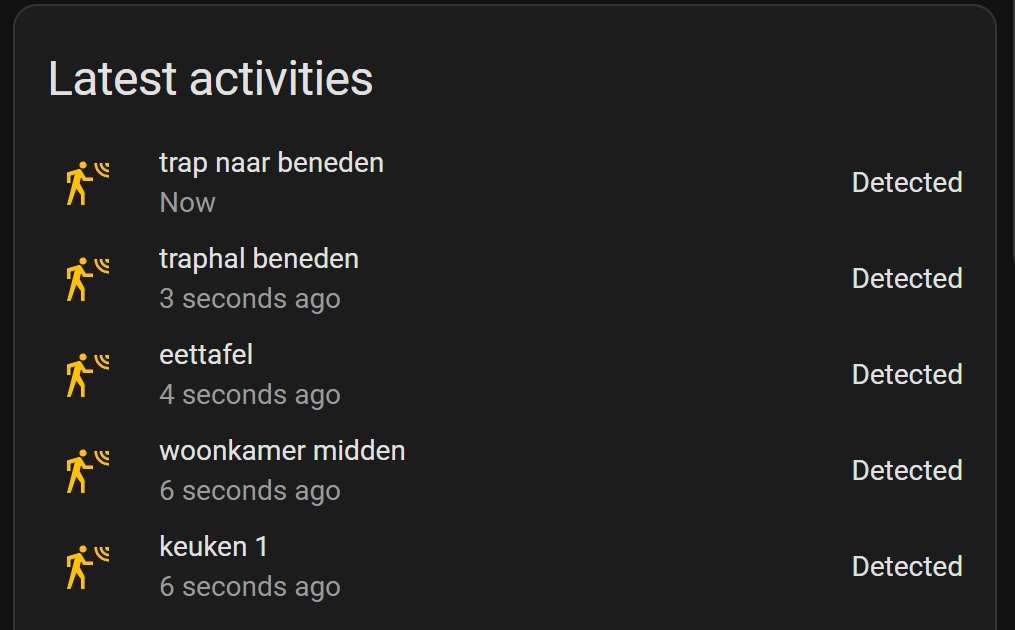 Latest activities
trap naar beneden
Now
Detected
traphal beneden
3 seconds ago
Detected
eettafel
4 seconds ago
Detected
woonkamer midden
6 seconds ago
Detected
keuken 1
6 seconds ago
Detected